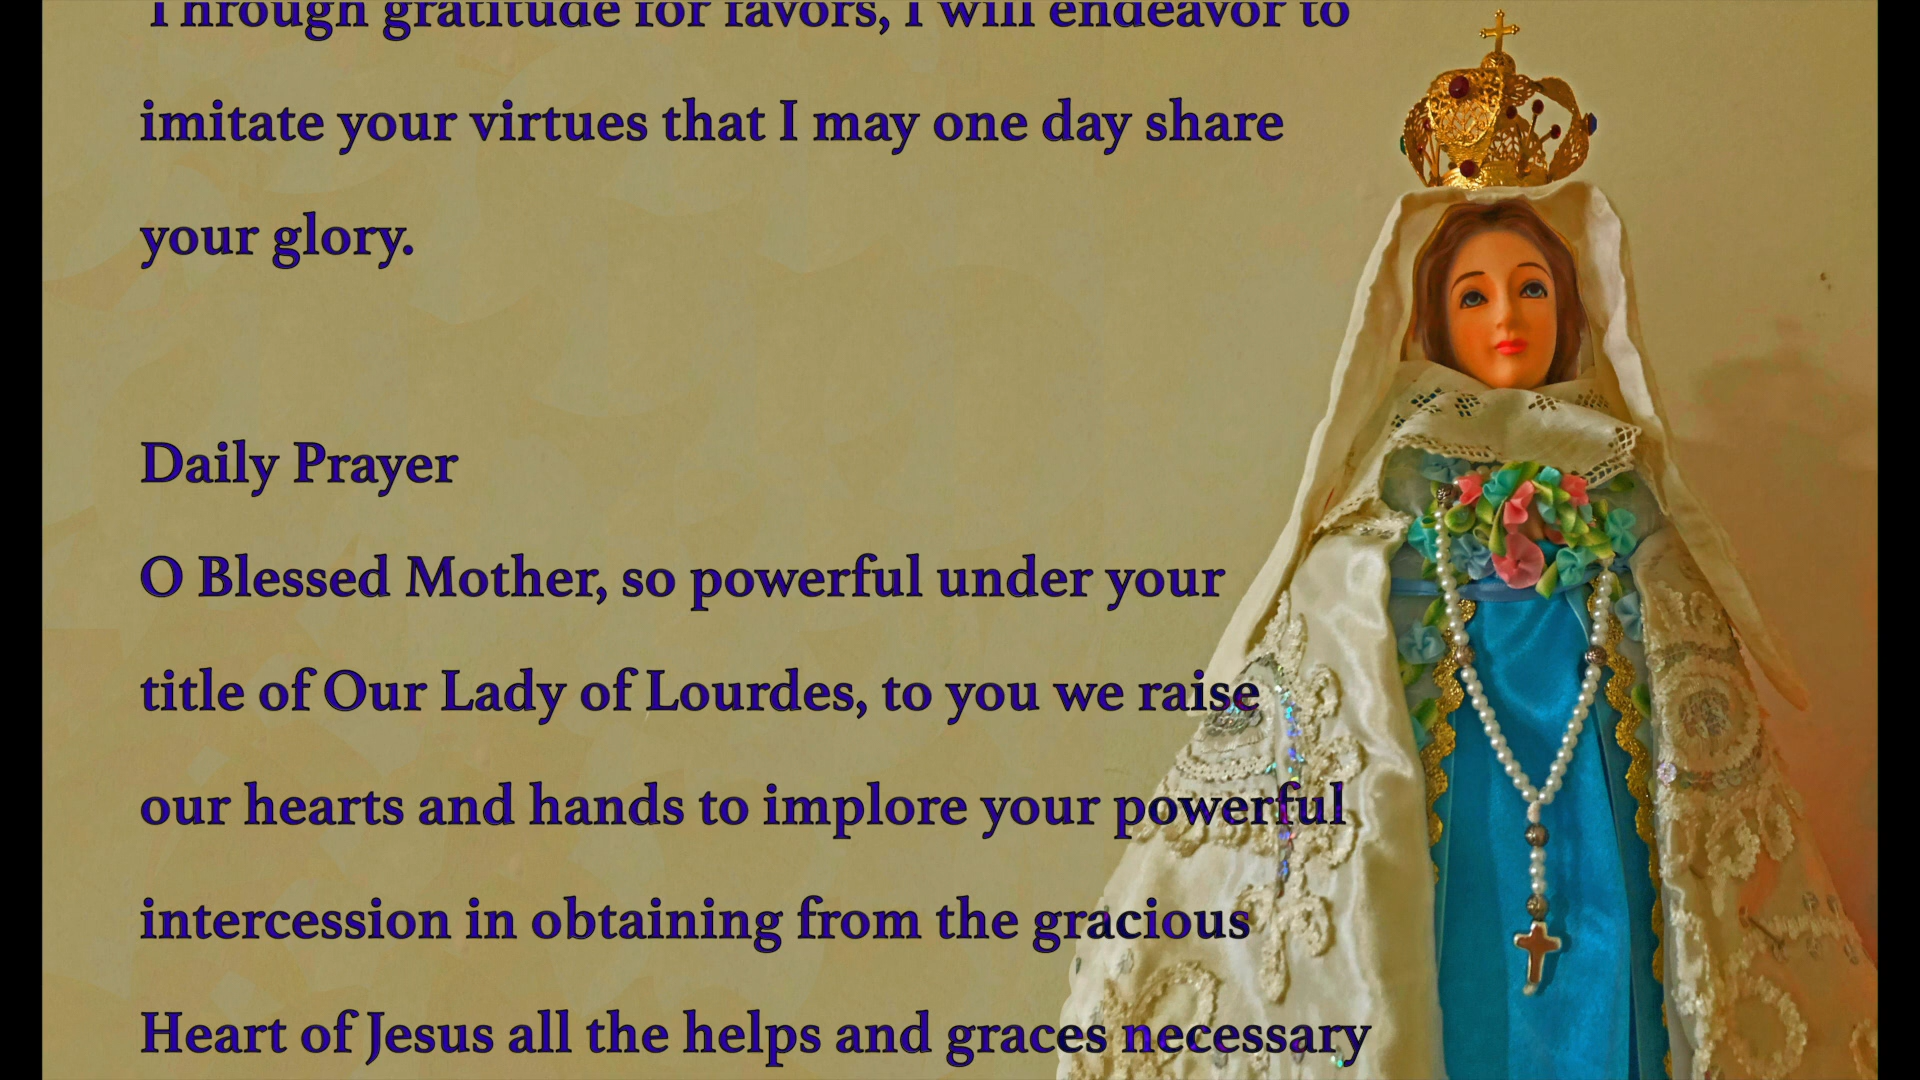 Through gratitude for favors, I will endeavor to
imitate your virtues that I may one day share
your glory.
Daily Prayer
O Blessed Mother, so powerful under your
title of Our Lady of Lourdes, to you we raise
our hearts and hands to implore your powerful
intercession in obtaining from the gracious
Heart of Jesus all the helps and graces necessary